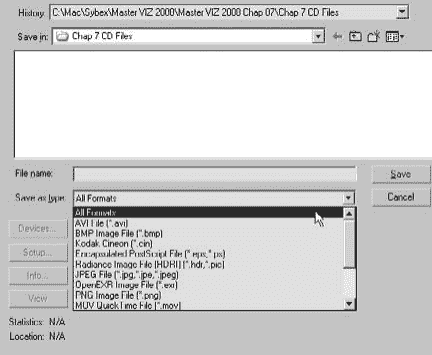 History: C:\Mac\Sybex\Master VIZ 2008\Master VIZ 2008 Chap 07\Chap 7 CD Files
Save in: Chap 7 CD Files
File name: Save
Save as type: All Formats Cancel
All Formats
AVI File (*.avi)
BMP Image File (*.bmp)
Kodak Cineon (*.cin)
Encapsulated PostScript File (*.eps,*.ps)
Radiance Image File (HDRI) (*.hdr,*.pic)
JPEG File (*.jpg,*.jpe,*.jpeg)
OpenEXR Image File (*.exr)
PNG Image File (*.png)
MOV QuickTime File (*.mov)
Devices...
Setup...
Info...
View
Statistics: N/A
Location: N/A